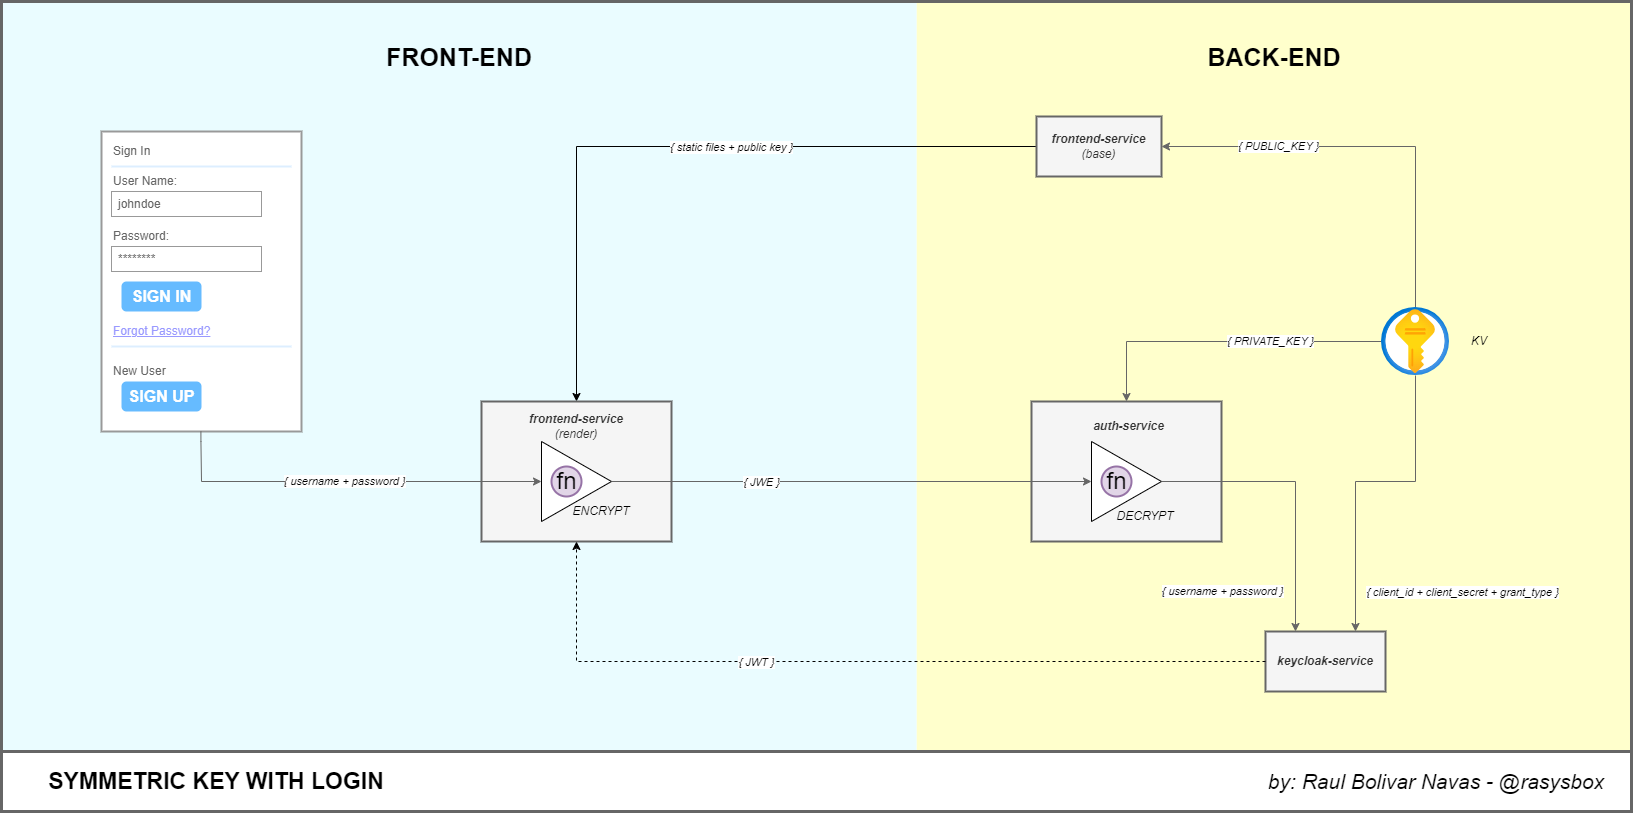 FRONT-END
BACK-END
Sign In
User Name:
johndoe
Password:
********
SIGN IN
Forgot Password?
New User
SIGN UP
{ static files + public key }
frontend-service
(base)
{ PUBLIC_KEY }
{ PRIVATE_KEY }
KV
frontend-service
(render)
fn
ENCRYPT
{ username + password }
{ JWE }
auth-service
fn
DECRYPT
{ username + password }
{ client_id + client_secret + grant_type }
{ JWT }
keycloak-service
SYMMETRIC KEY WITH LOGIN
by: Raul Bolivar Navas - @rasysbox